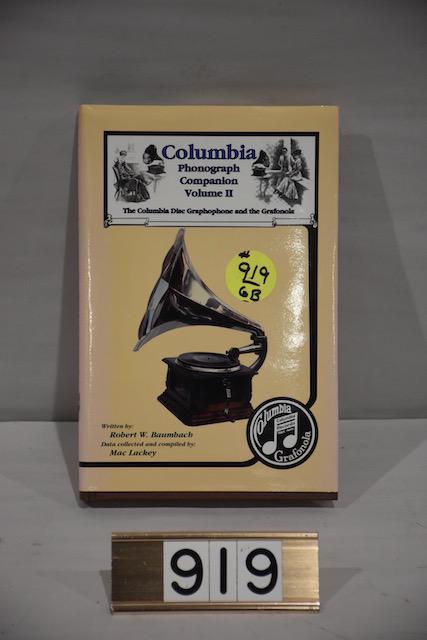 Columbia
Phonograph
Companion
Volume II
The Columbia Disc Graphophone and the Grafonola
# 919
6B
Written by:
Robert W. Baumbach
Data collected and compiled by:
Mac Lackey
Columbia
Grafonola
919